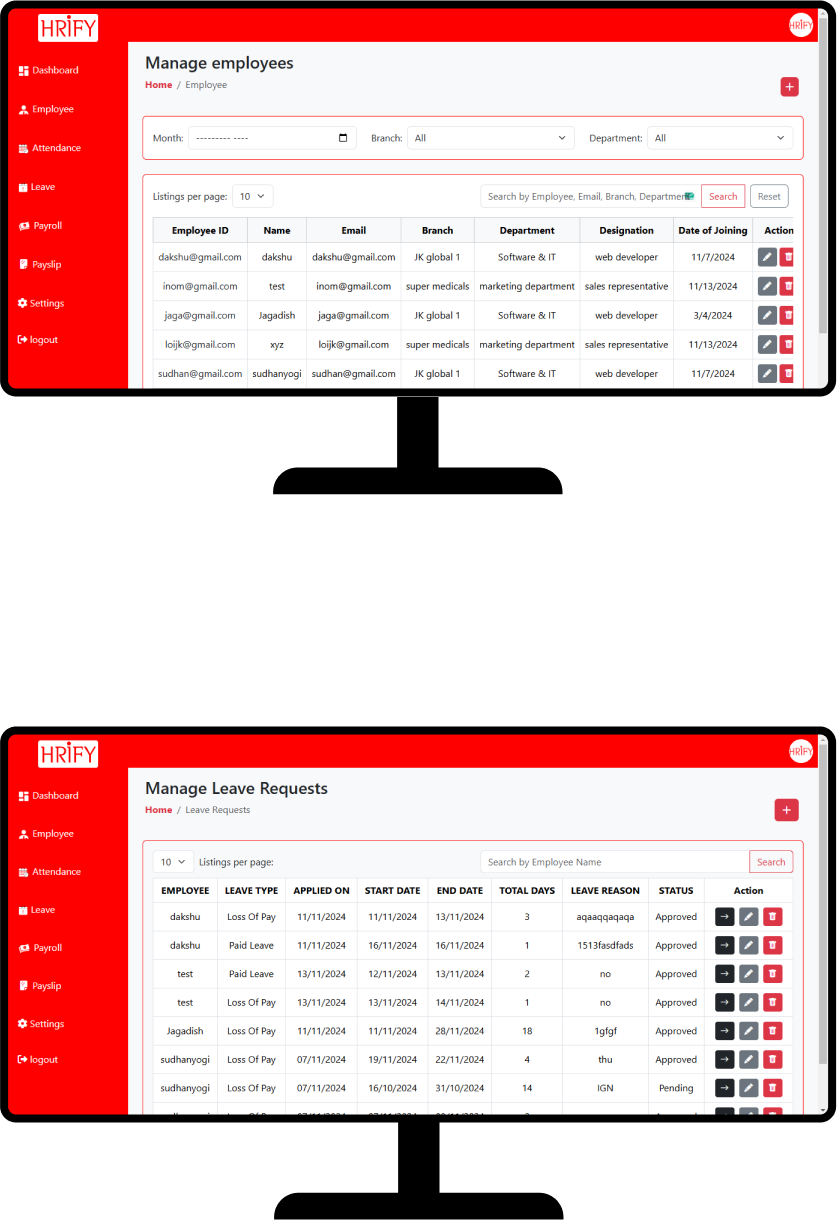 HRIFY
HRIFY
Dashboard
Employee
Attendance
Leave
Payroll
Payslip
Settings
logout
Manage employees
Home / Employee
+
Month: --------- ---- Branch: All Department: All
Listings per page: 10 Search by Employee, Email, Branch, Department Search Reset
Employee ID Name Email Branch Department Designation Date of Joining Action
dakshu@gmail.com dakshu dakshu@gmail.com JK global 1 Software & IT web developer 11/7/2024
inom@gmail.com test inom@gmail.com super medicals marketing department sales representative 11/13/2024
jaga@gmail.com Jagadish jaga@gmail.com JK global 1 Software & IT web developer 3/4/2024
loijk@gmail.com xyz loijk@gmail.com super medicals marketing department sales representative 11/13/2024
sudhan@gmail.com sudhanyogi sudhan@gmail.com JK global 1 Software & IT web developer 11/7/2024
HRIFY
HRIFY
Dashboard
Employee
Attendance
Leave
Payroll
Payslip
Settings
logout
Manage Leave Requests
Home / Leave Requests
+
10 Listings per page: Search by Employee Name Search
EMPLOYEE LEAVE TYPE APPLIED ON START DATE END DATE TOTAL DAYS LEAVE REASON STATUS Action
dakshu Loss Of Pay 11/11/2024 11/11/2024 13/11/2024 3 aqaaqqaqaqa Approved
dakshu Paid Leave 11/11/2024 16/11/2024 16/11/2024 1 1513fasdfads Approved
test Paid Leave 13/11/2024 12/11/2024 13/11/2024 2 no Approved
test Loss Of Pay 13/11/2024 13/11/2024 14/11/2024 1 no Approved
Jagadish Loss Of Pay 11/11/2024 11/11/2024 28/11/2024 18 1gfgf Approved
sudhanyogi Loss Of Pay 07/11/2024 19/11/2024 22/11/2024 4 thu Approved
sudhanyogi Loss Of Pay 07/11/2024 16/10/2024 31/10/2024 14 IGN Pending